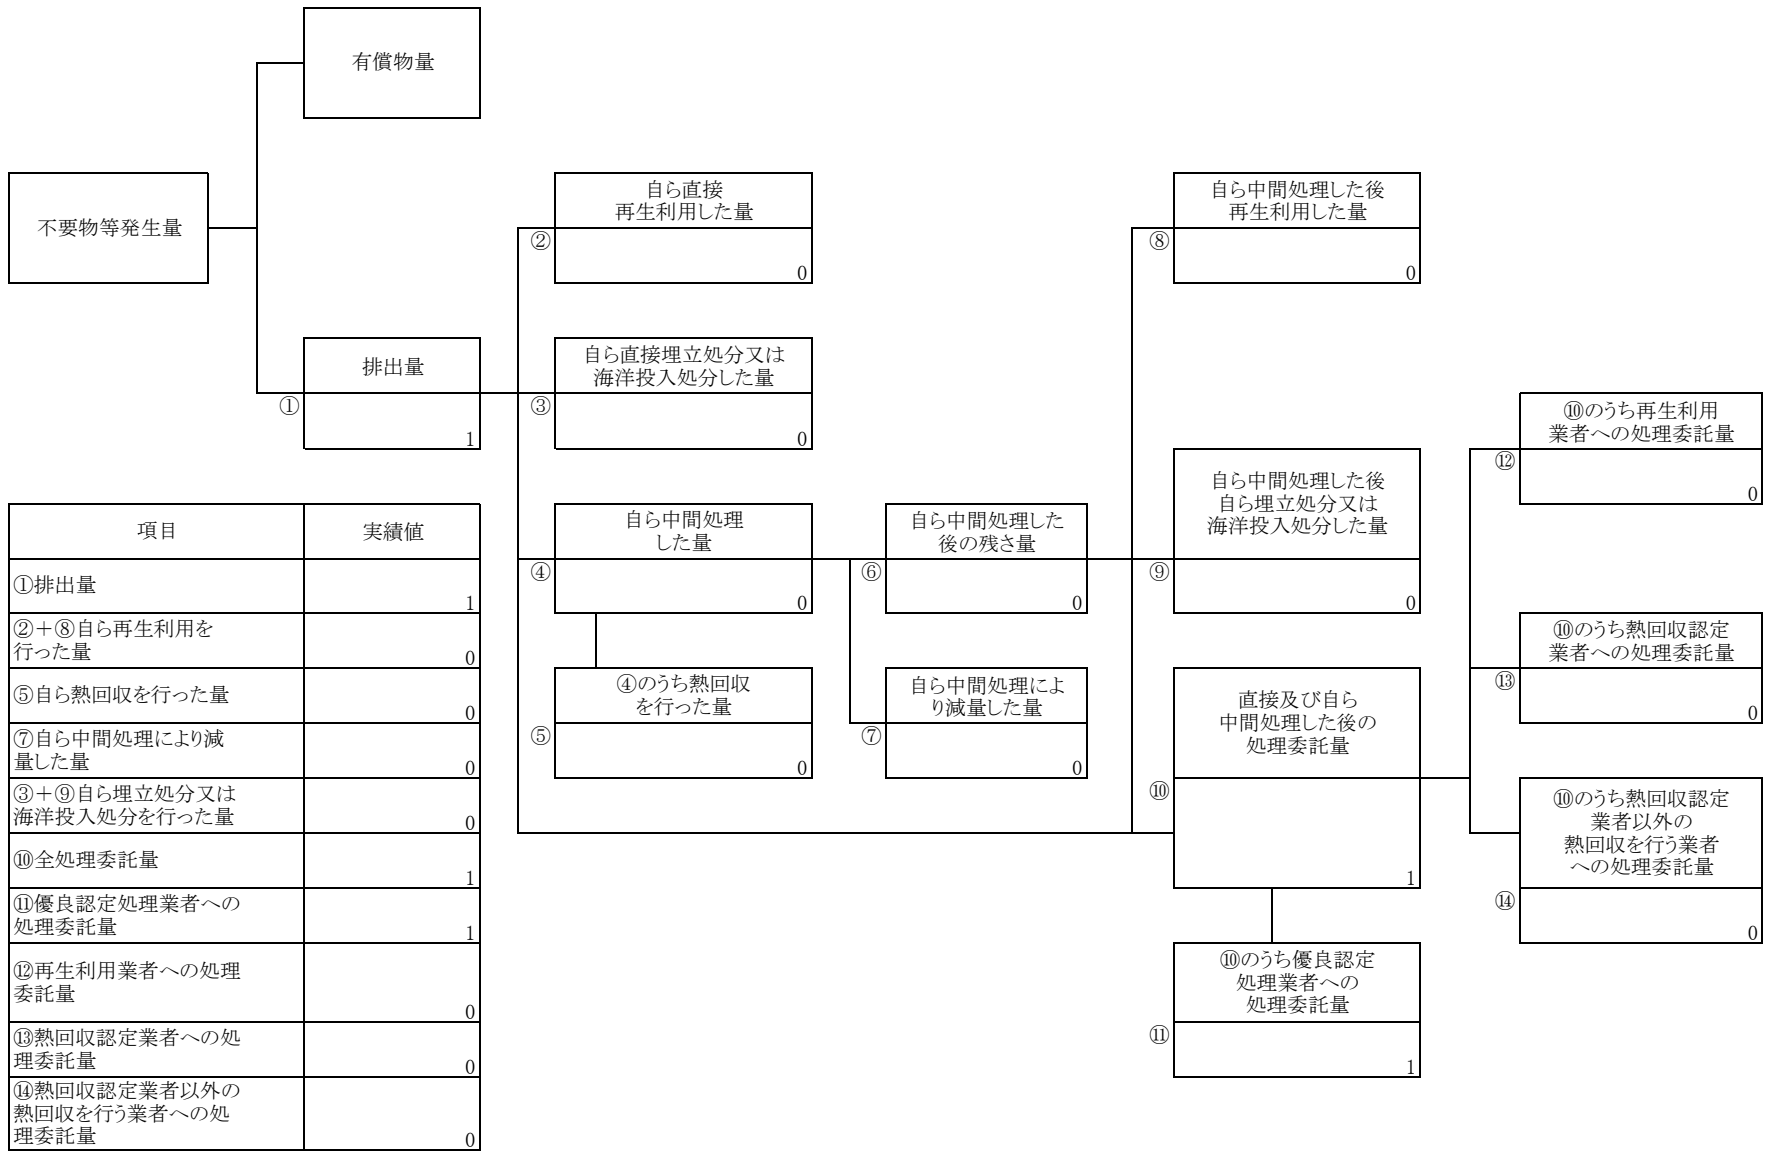 有償物量
不要物等発生量
排出量
①
1
自ら直接
再生利用した量
②
0
自ら直接埋立処分又は
海洋投入処分した量
③
0
自ら中間処理
した量
④
0
④のうち熱回収
を行った量
⑤
0
自ら中間処理した
後の残さ量
⑥
0
自ら中間処理によ
り減量した量
⑦
0
自ら中間処理した後
再生利用した量
⑧
0
自ら中間処理した後
自ら埋立処分又は
海洋投入処分した量
⑨
0
直接及び自ら
中間処理した後の
処理委託量
⑩
1
⑩のうち優良認定
処理業者への
処理委託量
⑪
1
⑩のうち再生利用
業者への処理委託量
⑫
0
⑩のうち熱回収認定
業者への処理委託量
⑬
0
⑩のうち熱回収認定
業者以外の
熱回収を行う業者
への処理委託量
⑭
0
項目 実績値
①排出量
1
②＋⑧自ら再生利用を
行った量
0
⑤自ら熱回収を行った量
0
⑦自ら中間処理により減
量した量
0
③＋⑨自ら埋立処分又は
海洋投入処分を行った量
0
⑩全処理委託量
1
⑪優良認定処理業者への
処理委託量
1
⑫再生利用業者への処理
委託量
0
⑬熱回収認定業者への処
理委託量
0
⑭熱回収認定業者以外の
熱回収を行う業者への処
理委託量
0